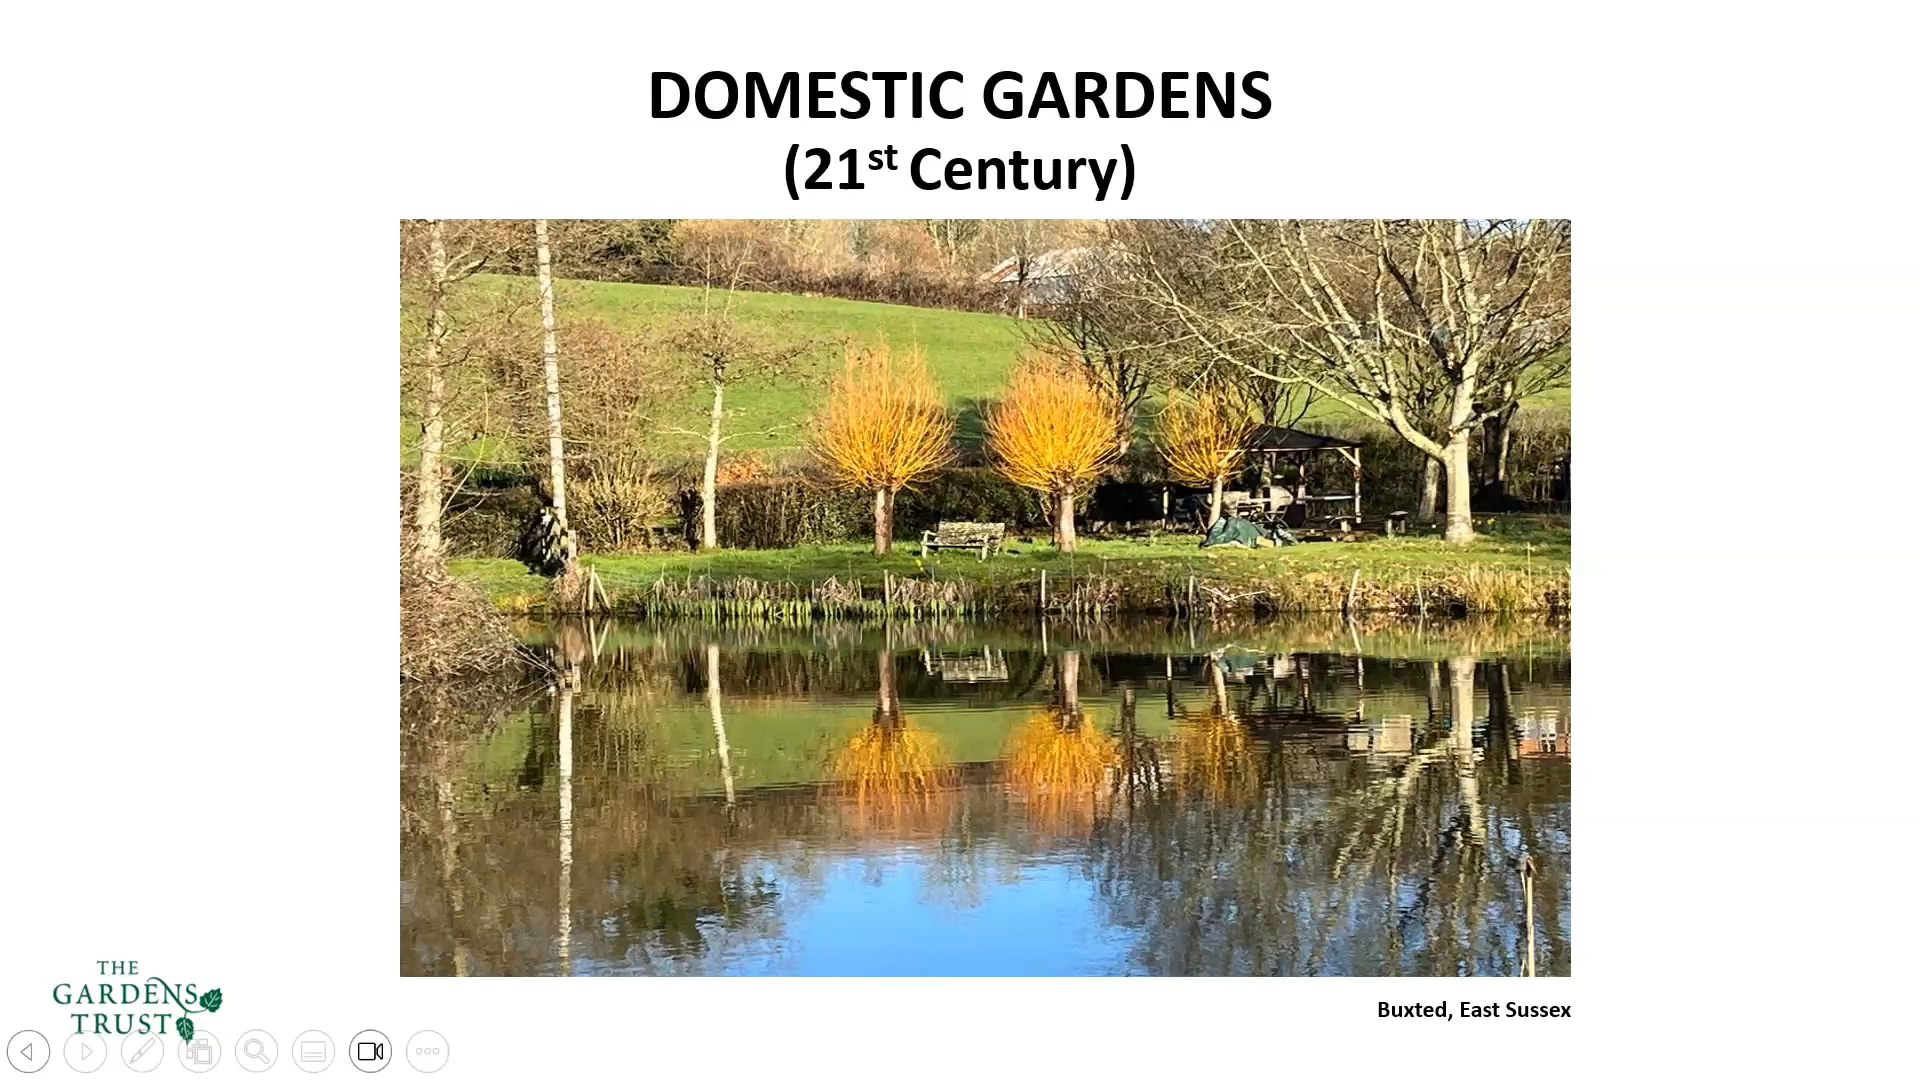 DOMESTIC GARDENS
(21st Century)
THE
GARDENS
TRUST
Buxted, East Sussex